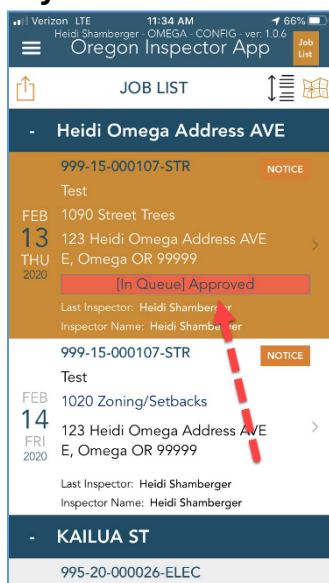 Verizon LTE 11:34 AM 66%
Heidi Shamberger - OMEGA - CONFIG - ver: 1.0.6
Oregon Inspector App
Job List
JOB LIST
- Heidi Omega Address AVE
999-15-000107-STR NOTICE
Test
FEB 13 THU 2020
1090 Street Trees
123 Heidi Omega Address AVE
E, Omega OR 99999
[In Queue] Approved
Last Inspector: Heidi Shamberger
Inspector Name: Heidi Shamberger
999-15-000107-STR NOTICE
Test
FEB 14 FRI 2020
1020 Zoning/Setbacks
123 Heidi Omega Address AVE
E, Omega OR 99999
Last Inspector: Heidi Shamberger
Inspector Name: Heidi Shamberger
- KAILUA ST
995-20-000026-ELEC